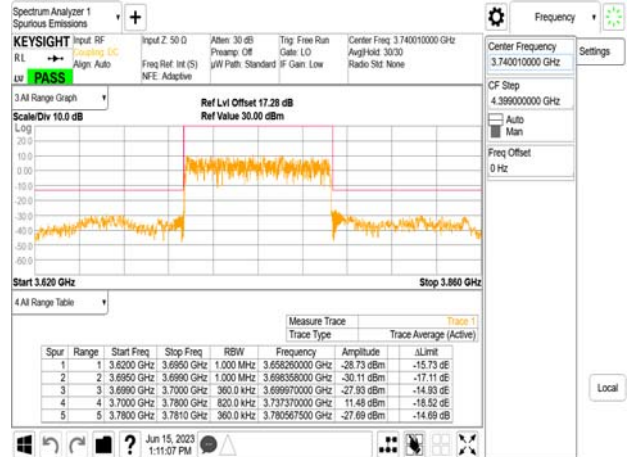 Spectrum Analyzer 1
Spurious Emissions
+
Frequency
Settings
KEYSIGHT
RL
PASS
Input: RF
Coupling: DC
Align: Auto
Input Z: 50 Ω
Freq Ref: Int (S)
NFE: Adaptive
Atten: 30 dB
Preamp: Off
µW Path: Standard
Trig: Free Run
Gate: LO
IF Gain: Low
Center Freq: 3.740010000 GHz
Avg|Hold: 30/30
Radio Std: None
Center Frequency
3.740010000 GHz
CF Step
4.399000000 GHz
Auto
Man
Freq Offset
0 Hz
Local
3 All Range Graph
Scale/Div 10.0 dB
Ref Lvl Offset 17.28 dB
Ref Value 30.00 dBm
Log
20.0
10.0
0.00
-10.0
-20.0
-30.0
-40.0
-50.0
-60.0
Start 3.620 GHz
Stop 3.860 GHz
4 All Range Table
Measure Trace Trace 1
Trace Type Trace Average (Active)
Spur Range Start Freq Stop Freq RBW Frequency Amplitude ΔLimit
1 1 3.6200 GHz 3.6950 GHz 1.000 MHz 3.658260000 GHz -28.73 dBm -15.73 dB
2 2 3.6950 GHz 3.6990 GHz 1.000 MHz 3.698358000 GHz -30.11 dBm -17.11 dB
3 3 3.6990 GHz 3.7000 GHz 360.0 kHz 3.699970000 GHz -27.93 dBm -14.93 dB
4 4 3.7000 GHz 3.7800 GHz 820.0 kHz 3.737370000 GHz 11.48 dBm -18.52 dB
5 5 3.7800 GHz 3.7810 GHz 360.0 kHz 3.780567500 GHz -27.69 dBm -14.69 dB
?
Jun 15, 2023
1:11:07 PM